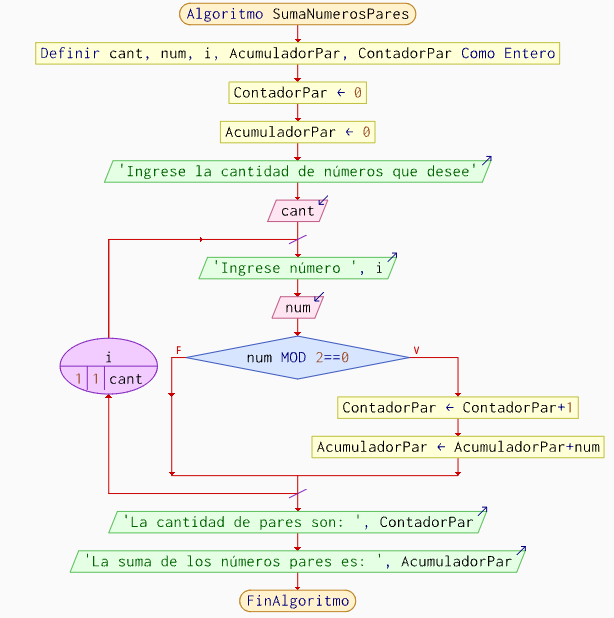 Algoritmo SumaNumerosPares
Definir cant, num, i, AcumuladorPar, ContadorPar Como Entero
ContadorPar ← 0
AcumuladorPar ← 0
'Ingrese la cantidad de números que desee'
cant
'Ingrese número ', i
num
i
1 1 cant
F
num MOD 2==0
V
ContadorPar ← ContadorPar+1
AcumuladorPar ← AcumuladorPar+num
'La cantidad de pares son: ', ContadorPar
'La suma de los números pares es: ', AcumuladorPar
FinAlgoritmo